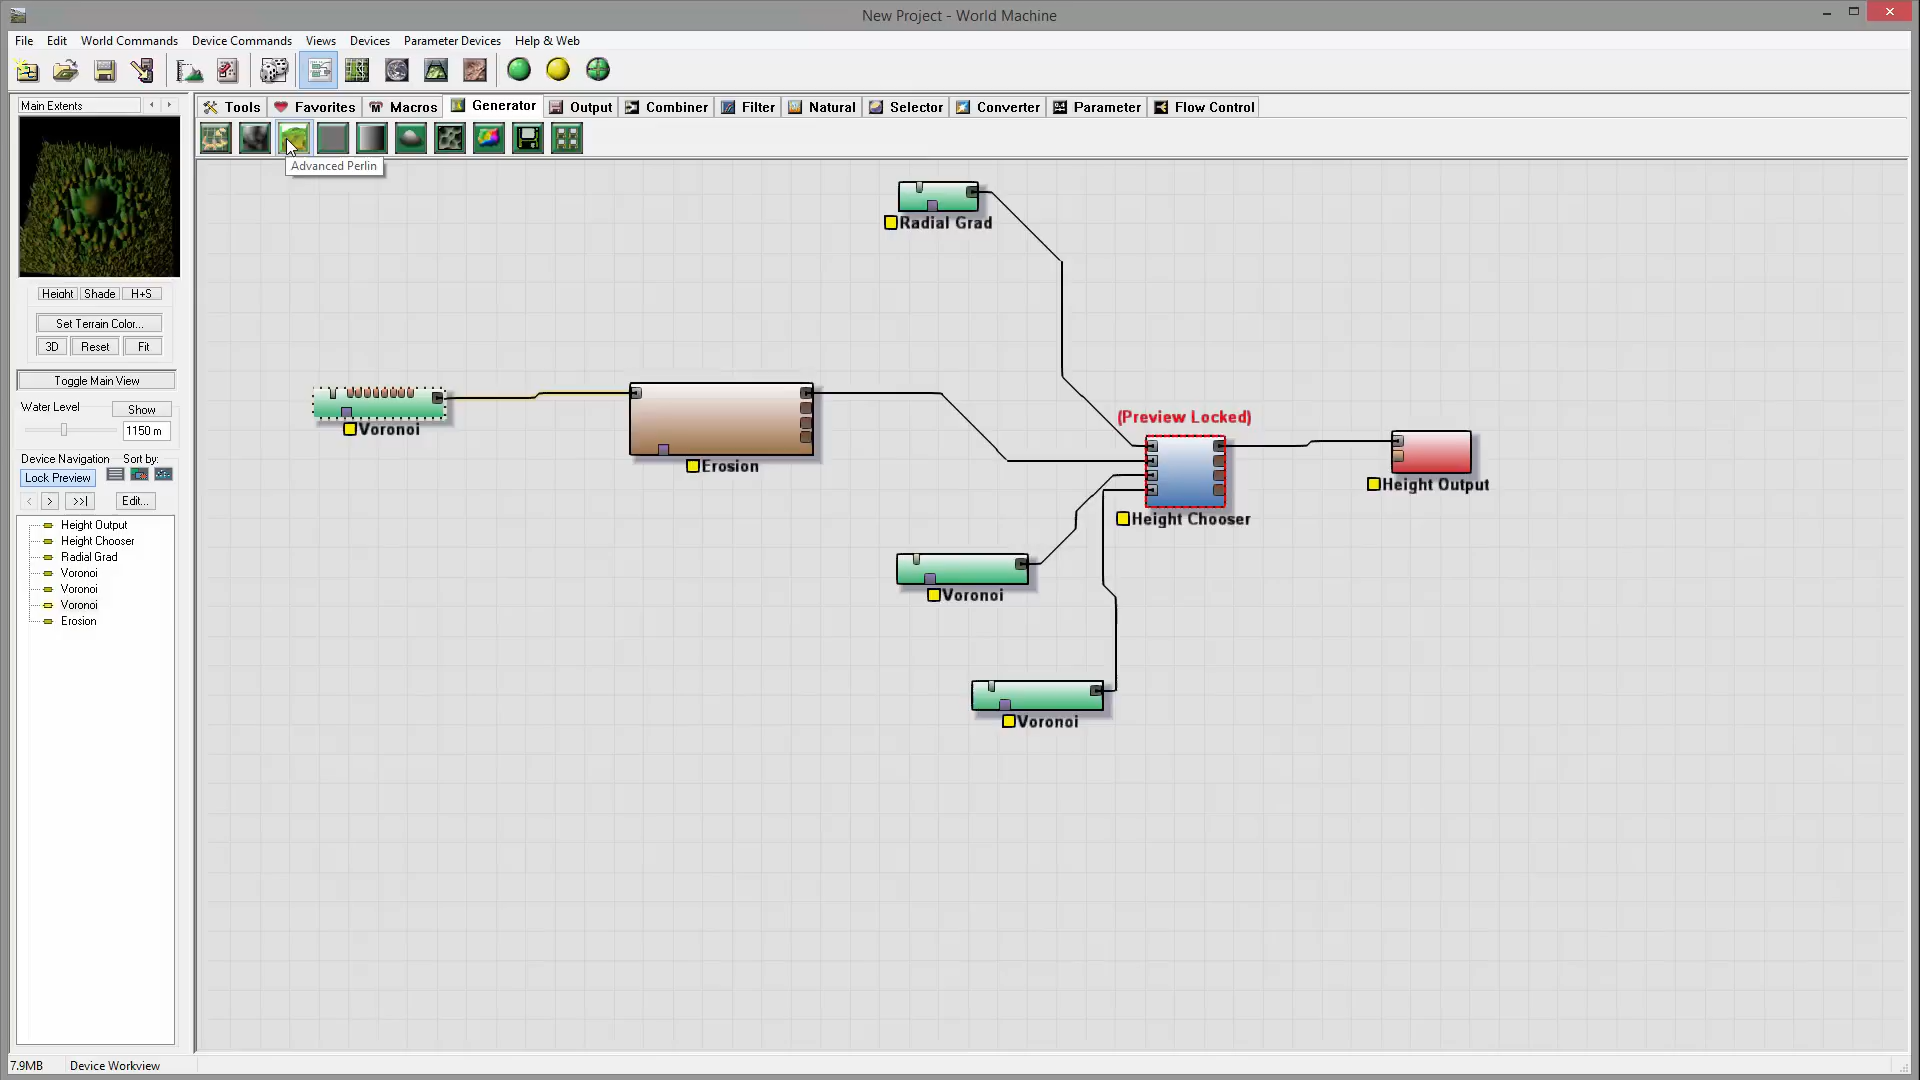 New Project - World Machine
File Edit World Commands Device Commands Views Devices Parameter Devices Help & Web
Main Extents
Tools Favorites Macros Generator Output Combiner Filter Natural Selector Converter Parameter Flow Control
Advanced Perlin
Radial Grad
Height Shade H+S
Set Terrain Color...
3D Reset Fit
Toggle Main View
Water Level Show
1150 m
Voronoi
Erosion
(Preview Locked)
Height Chooser
Height Output
Voronoi
Voronoi
Device Navigation Sort by:
Lock Preview
< > >>| Edit...
Height Output
Height Chooser
Radial Grad
Voronoi
Voronoi
Voronoi
Erosion
7.9MB Device Workview